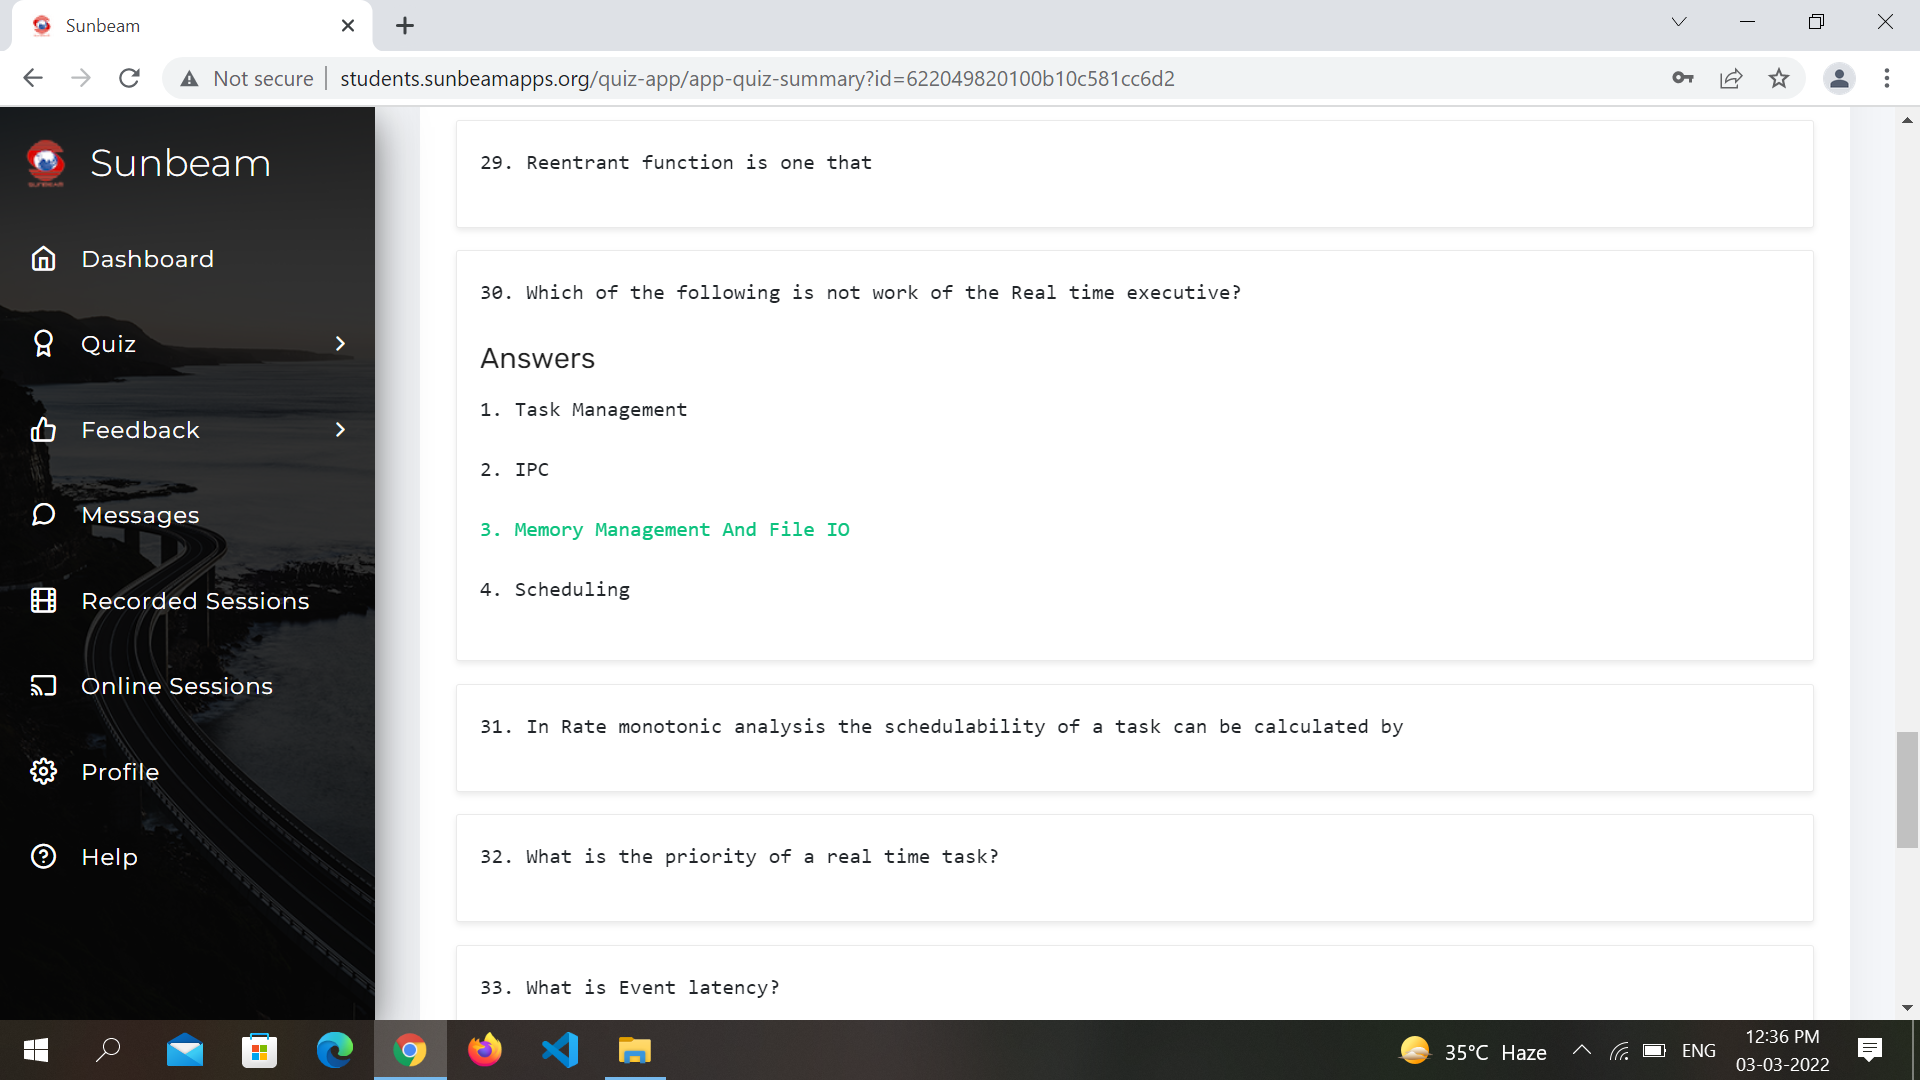 Sunbeam
Not secure
students.sunbeamapps.org/quiz-app/app-quiz-summary?id=622049820100b10c581cc6d2
SUNBEAM
Sunbeam
Dashboard
Quiz
Feedback
Messages
Recorded Sessions
Online Sessions
Profile
Help
29. Reentrant function is one that
30. Which of the following is not work of the Real time executive?
Answers
1. Task Management
2. IPC
3. Memory Management And File IO
4. Scheduling
31. In Rate monotonic analysis the schedulability of a task can be calculated by
32. What is the priority of a real time task?
33. What is Event latency?
35°C Haze
ENG
12:36 PM
03-03-2022